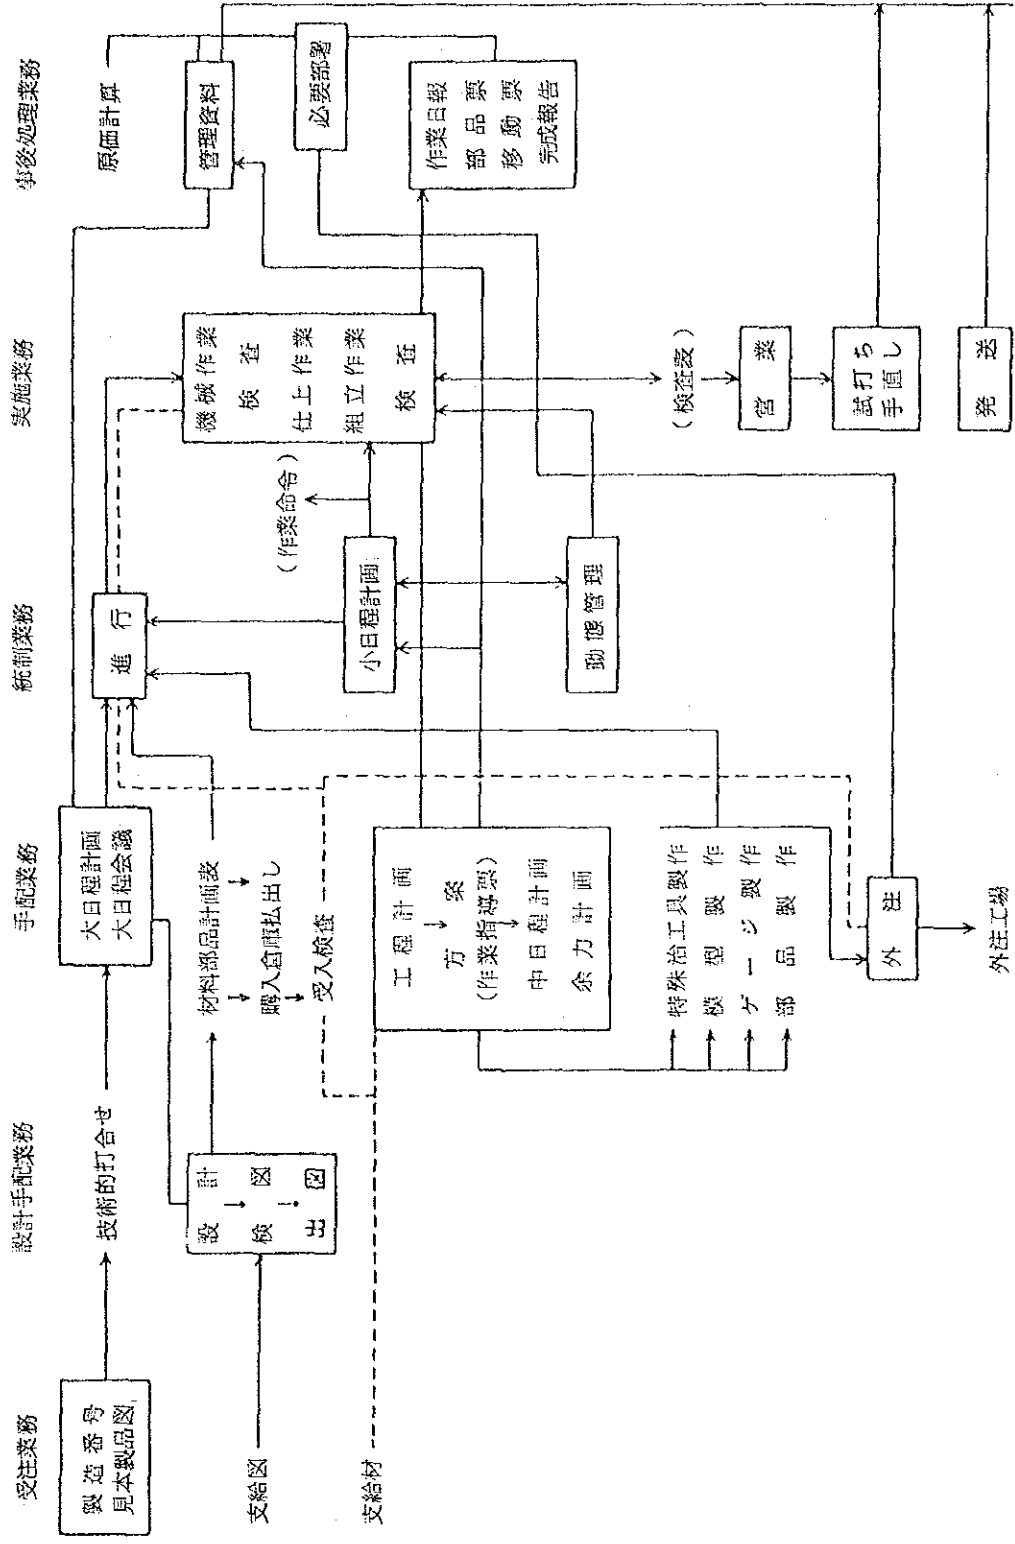 受注業務
設計手配業務
手配業務
統制業務
実施業務
事後処理業務
製造番号
見本製品図
支給図
支給材
技術的打合せ
設計
検図
出図
大日程計画
大日程会議
材料部品計画表
購入倉庫払出し
受入検査
工程計画
方案
(作業指導票)
中日程計画
余力計画
特殊治工具製作
模型製作
ゲージ製作
部品製作
外注
外注工場
進行
小日程計画
動態管理
(作業命令)
機械作業
検査
仕上作業
組立作業
検査
(検査表)
営業
試打ち
手直し
発送
原価計算
管理資料
必要部署
作業日報
部品票
移動票
完成報告